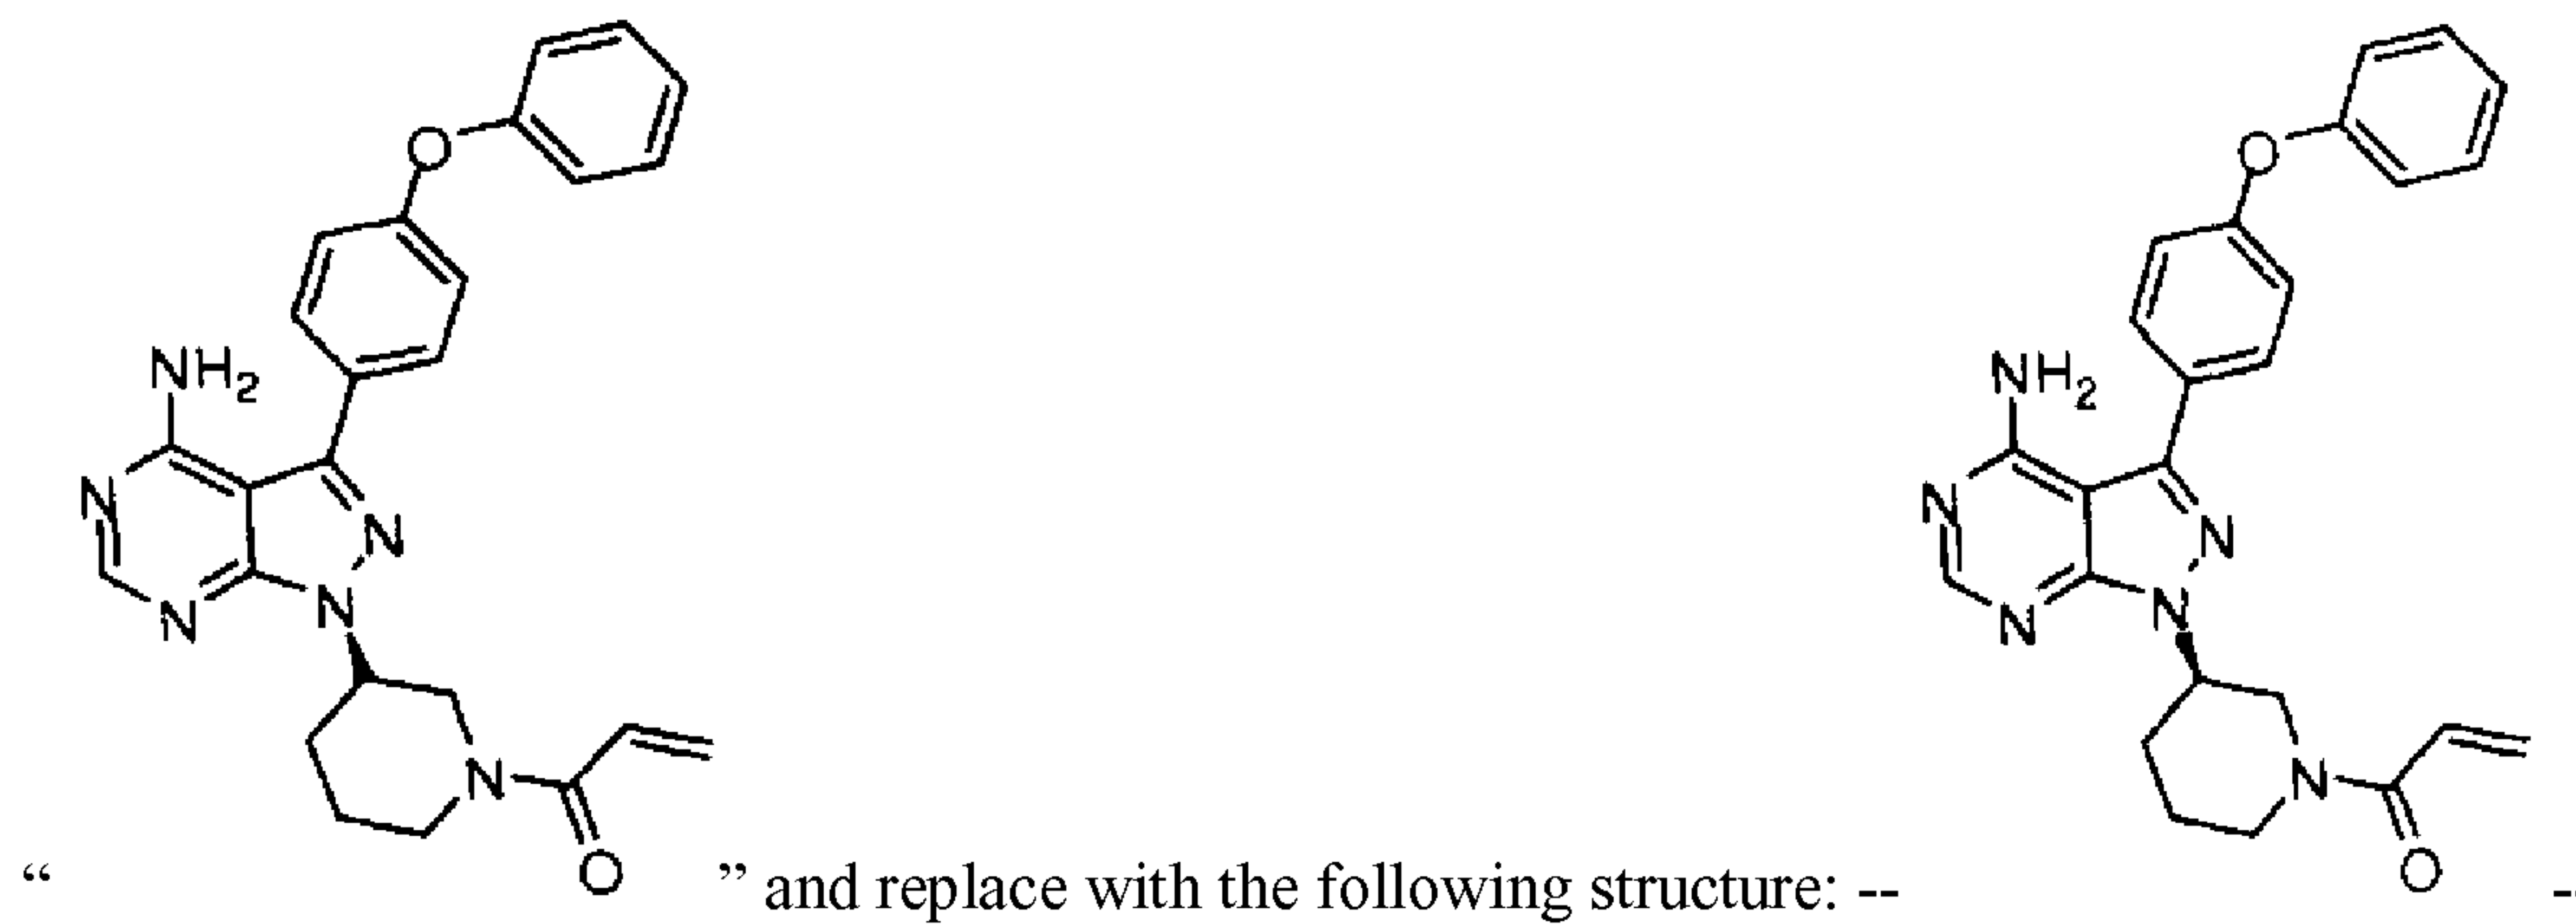 O O
NH2 NH2
N N N N
N N N N
N N
O O
“ ” and replace with the following structure: -- --